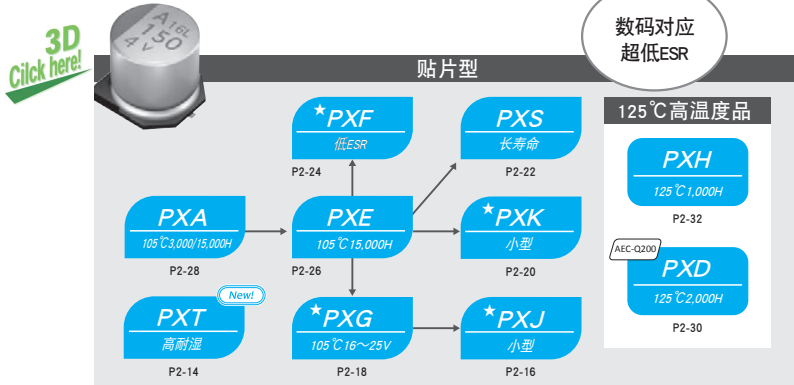 3D
Cilck here!
A16L
150
4 V
数码对应
超低ESR
贴片型
★PXF
低ESR
P2-24
PXS
长寿命
P2-22
PXA
105℃3,000/15,000H
P2-28
PXE
105℃15,000H
P2-26
★PXK
小型
P2-20
New!
PXT
高耐湿
P2-14
★PXG
105℃16～25V
P2-18
★PXJ
小型
P2-16
125℃高温度品
PXH
125℃1,000H
P2-32
AEC-Q200
PXD
125℃2,000H
P2-30